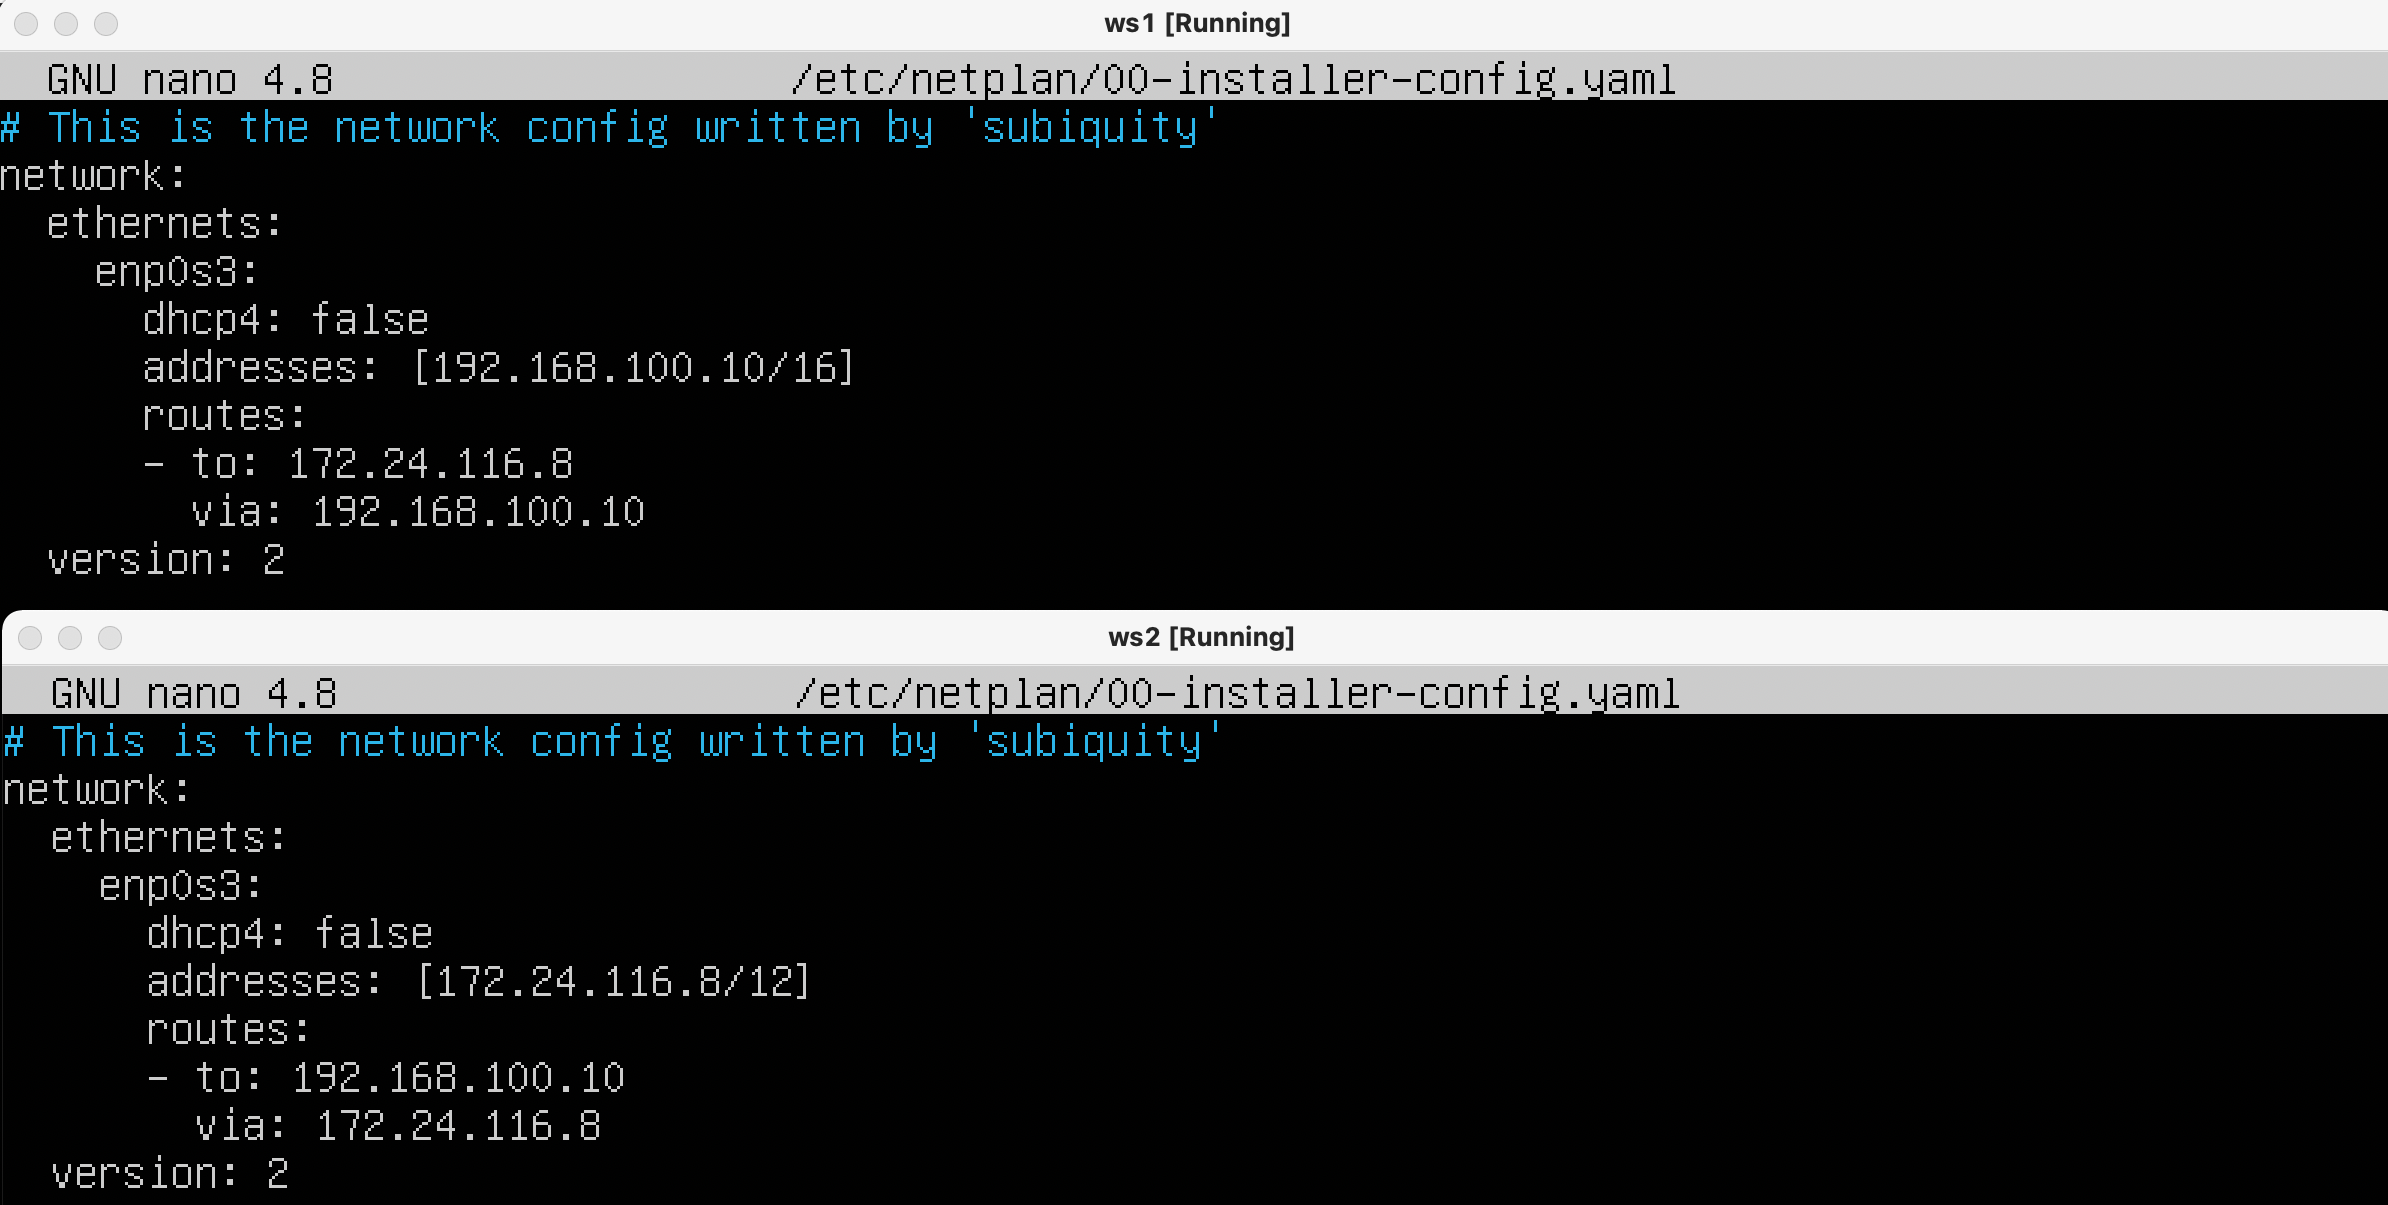 ws1 [Running]
GNU nano 4.8 /etc/netplan/00-installer-config.yaml
# This is the network config written by 'subiquity'
network:
  ethernets:
    enp0s3:
      dhcp4: false
      addresses: [192.168.100.10/16]
      routes:
      - to: 172.24.116.8
        via: 192.168.100.10
  version: 2
ws2 [Running]
GNU nano 4.8 /etc/netplan/00-installer-config.yaml
# This is the network config written by 'subiquity'
network:
  ethernets:
    enp0s3:
      dhcp4: false
      addresses: [172.24.116.8/12]
      routes:
      - to: 192.168.100.10
        via: 172.24.116.8
  version: 2